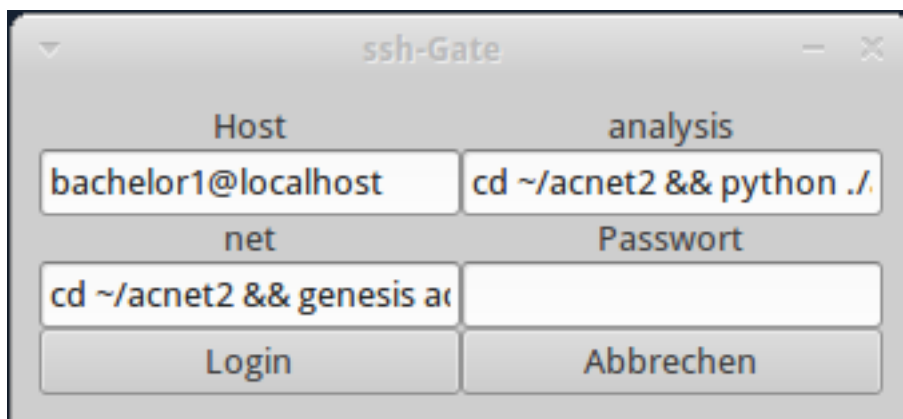 ssh-Gate
Host analysis
bachelor1@localhost cd ~/acnet2 && python ./
net Passwort
cd ~/acnet2 && genesis
Login Abbrechen